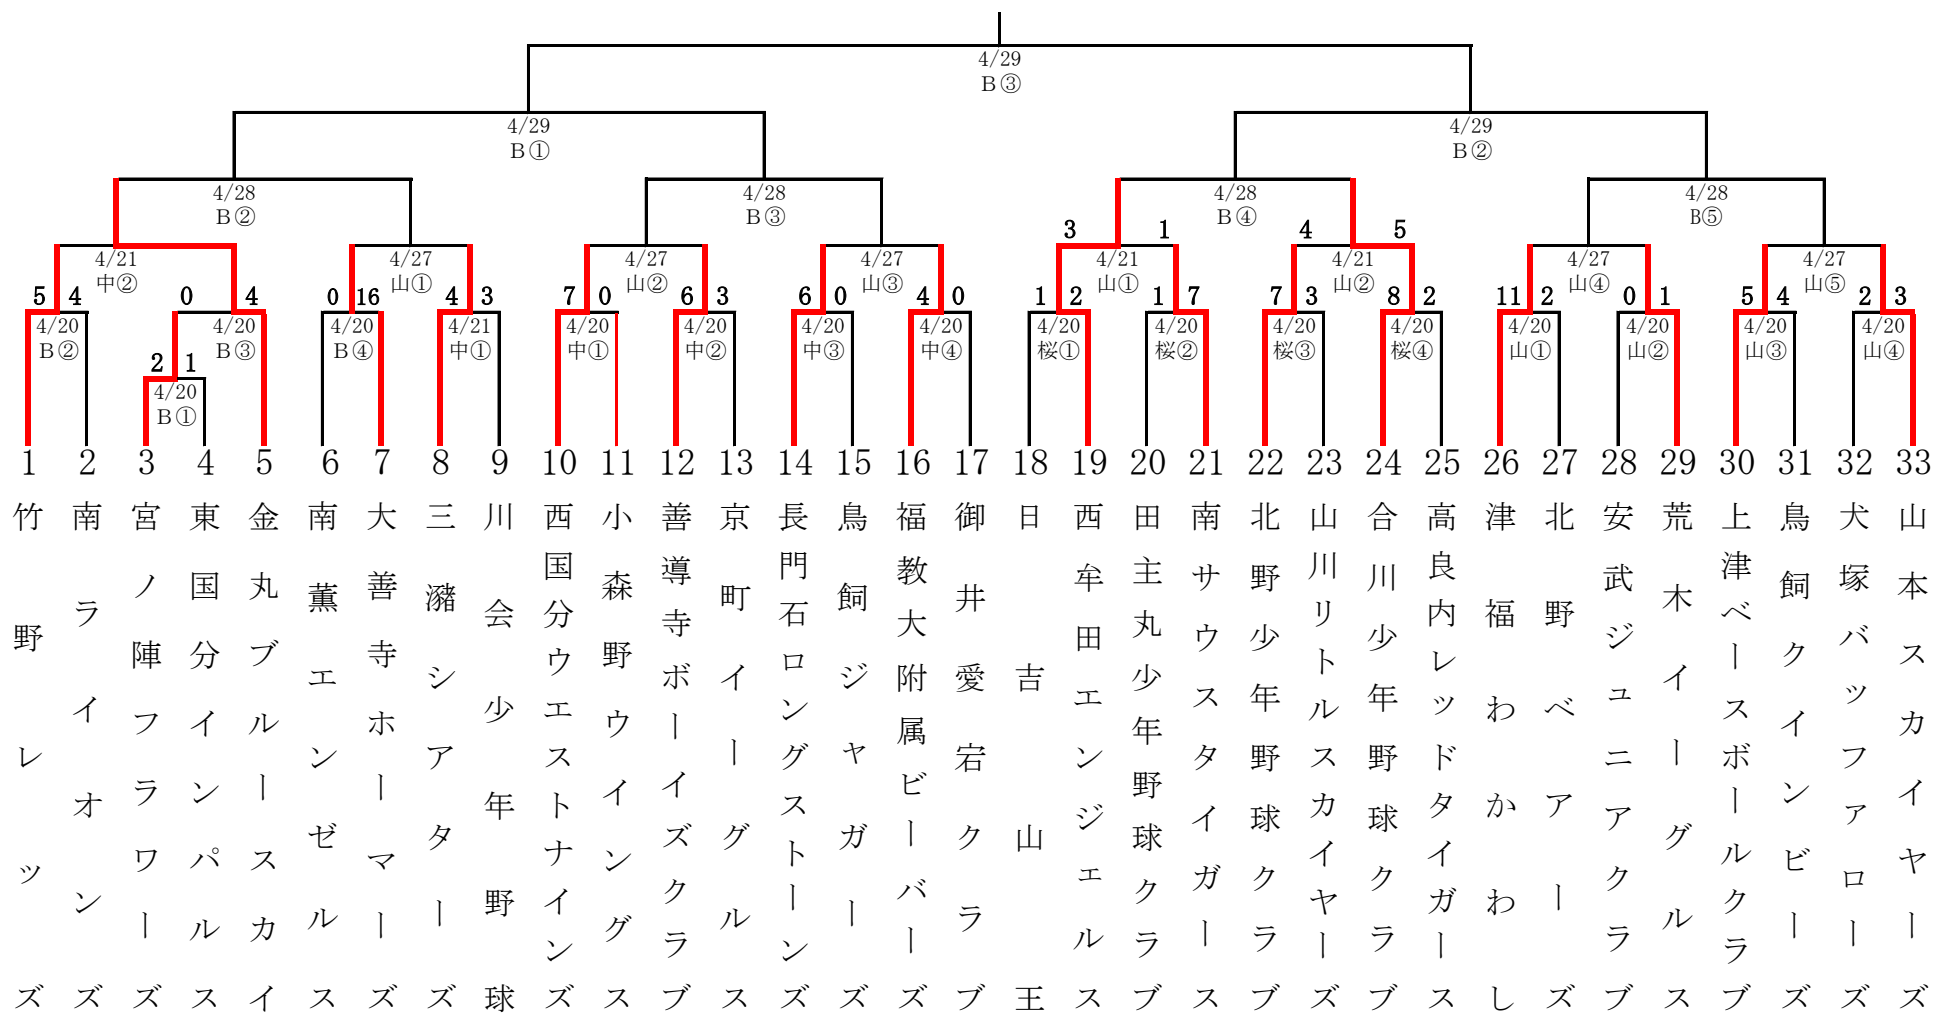 4/29
B③
4/29
B①
4/29
B②
4/28
B②
4/28
B③
4/28
B④
4/28
B⑤
3 1 4 5
4/21
中②
4/27
山①
4/27
山②
4/27
山③
4/21
山①
4/21
山②
4/27
山④
4/27
山⑤
5 4 0 4 0 16 4 3 7 0 6 3 6 0 4 0 1 2 1 7 7 3 8 2 11 2 0 1 5 4 2 3
4/20
B②
4/20
B③
4/20
B④
4/21
中①
4/20
中①
4/20
中②
4/20
中③
4/20
中④
4/20
桜①
4/20
桜②
4/20
桜③
4/20
桜④
4/20
山①
4/20
山②
4/20
山③
4/20
山④
2 1
4/20
B①
1 竹野レッズ
2 南ライオンズ
3 宮ノ陣フラワーズ
4 東国分インパルス
5 金丸ブルースカイ
6 南薫エンゼルス
7 大善寺ホーマーズ
8 三瀦シアターズ
9 川会少年野球
10 西国分ウエストナインズ
11 小森野ウイングス
12 善導寺ボーイズクラブ
13 京町イーグルス
14 長門石ロングストーンズ
15 鳥飼ジャガーズ
16 福教大附属ビーバーズ
17 御井愛宕クラブ
18 日吉山王
19 西牟田エンジェルス
20 田主丸少年野球クラブ
21 南サウスタイガース
22 北野少年野球クラブ
23 山川リトルスカイヤーズ
24 合川少年野球クラブ
25 高良内レッドタイガース
26 津福わかわし
27 北野ベアーズ
28 安武ジュニアクラブ
29 荒木イーグルス
30 上津ベースボールクラブ
31 鳥飼クインビーズ
32 犬塚バッファローズ
33 山本スカイヤーズ